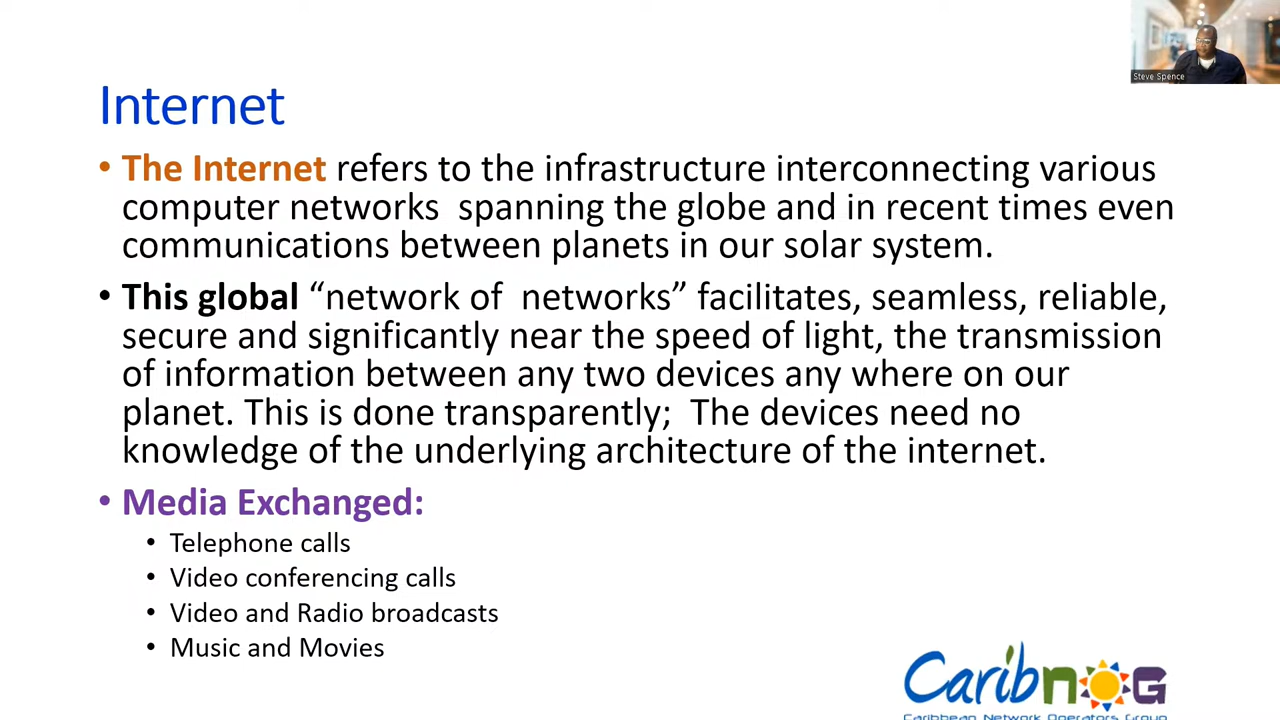 Steve Spence
Internet
• The Internet refers to the infrastructure interconnecting various
computer networks  spanning the globe and in recent times even
communications between planets in our solar system.
• This global “network of  networks” facilitates, seamless, reliable,
secure and significantly near the speed of light, the transmission
of information between any two devices any where on our
planet. This is done transparently;  The devices need no
knowledge of the underlying architecture of the internet.
• Media Exchanged:
• Telephone calls
• Video conferencing calls
• Video and Radio broadcasts
• Music and Movies
CaribNOG
Caribbean Network Operators Group